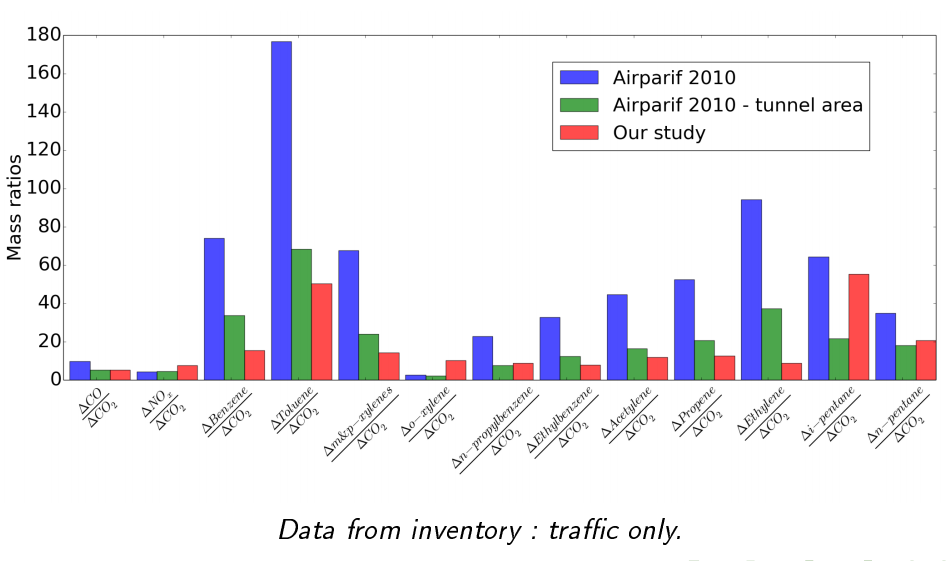 180
160
140
120
100
80
60
40
20
0
Mass ratios
Airparif 2010
Airparif 2010 - tunnel area
Our study
ΔCO
ΔCO₂
ΔNOₓ
ΔCO₂
ΔBenzene
ΔCO₂
ΔToluene
ΔCO₂
Δm&p−xylenes
ΔCO₂
Δo−xylene
ΔCO₂
Δn−propylbenzene
ΔCO₂
ΔEthylbenzene
ΔCO₂
ΔAcetylene
ΔCO₂
ΔPropene
ΔCO₂
ΔEthylene
ΔCO₂
Δi−pentane
ΔCO₂
Δn−pentane
ΔCO₂
Data from inventory : traffic only.